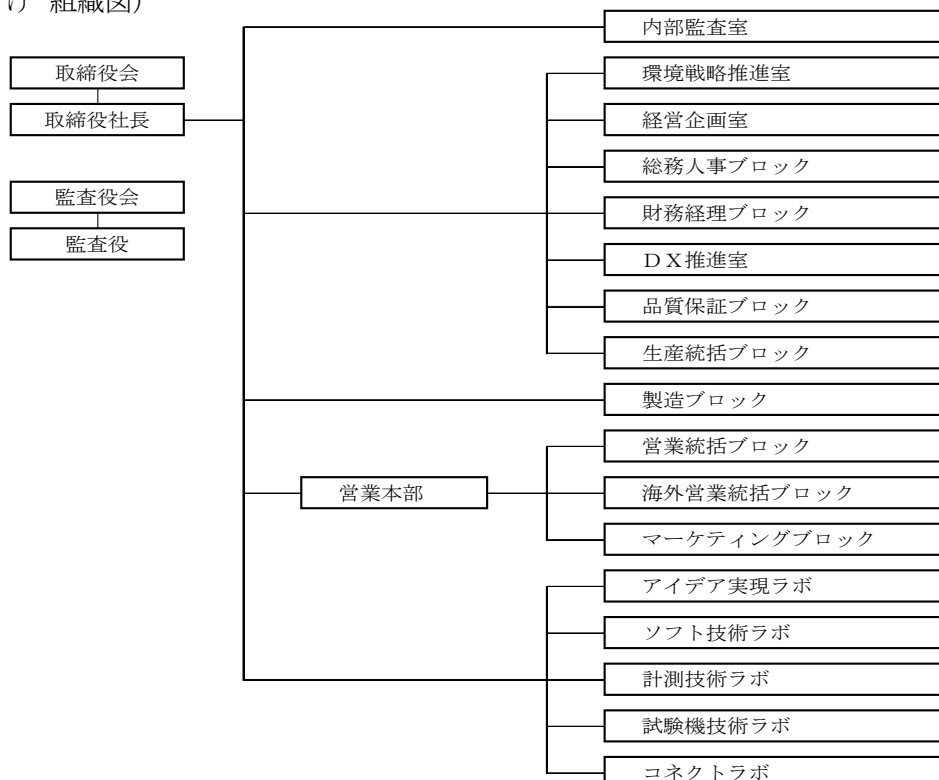 け 組織図)
取締役会
取締役社長
監査役会
監査役
内部監査室
環境戦略推進室
経営企画室
総務人事ブロック
財務経理ブロック
ＤＸ推進室
品質保証ブロック
生産統括ブロック
製造ブロック
営業本部
営業統括ブロック
海外営業統括ブロック
マーケティングブロック
アイデア実現ラボ
ソフト技術ラボ
計測技術ラボ
試験機技術ラボ
コネクトラボ